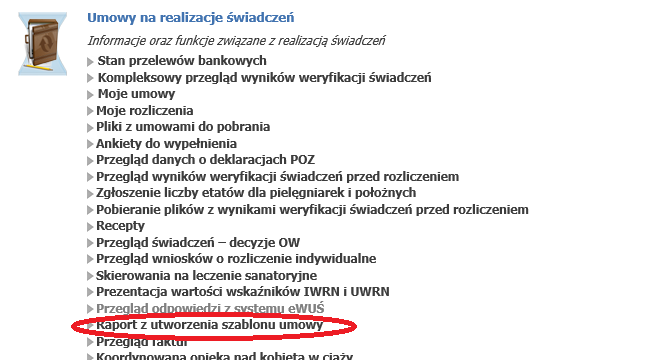 Umowy na realizacje świadczeń
Informacje oraz funkcje związane z realizacją świadczeń
Stan przelewów bankowych
Kompleksowy przegląd wyników weryfikacji świadczeń
Moje umowy
Moje rozliczenia
Pliki z umowami do pobrania
Ankiety do wypełnienia
Przegląd danych o deklaracjach POZ
Przegląd wyników weryfikacji świadczeń przed rozliczeniem
Zgłoszenie liczby etatów dla pielęgniarek i położnych
Pobieranie plików z wynikami weryfikacji świadczeń przed rozliczeniem
Recepty
Przegląd świadczeń – decyzje OW
Przegląd wniosków o rozliczenie indywidualne
Skierowania na leczenie sanatoryjne
Prezentacja wartości wskaźników IWRN i UWRN
Przegląd odpowiedzi z systemu eWUŚ
Raport z utworzenia szablonu umowy
Przegląd faktur
Koordynowana opieka nad kobietą w ciąży